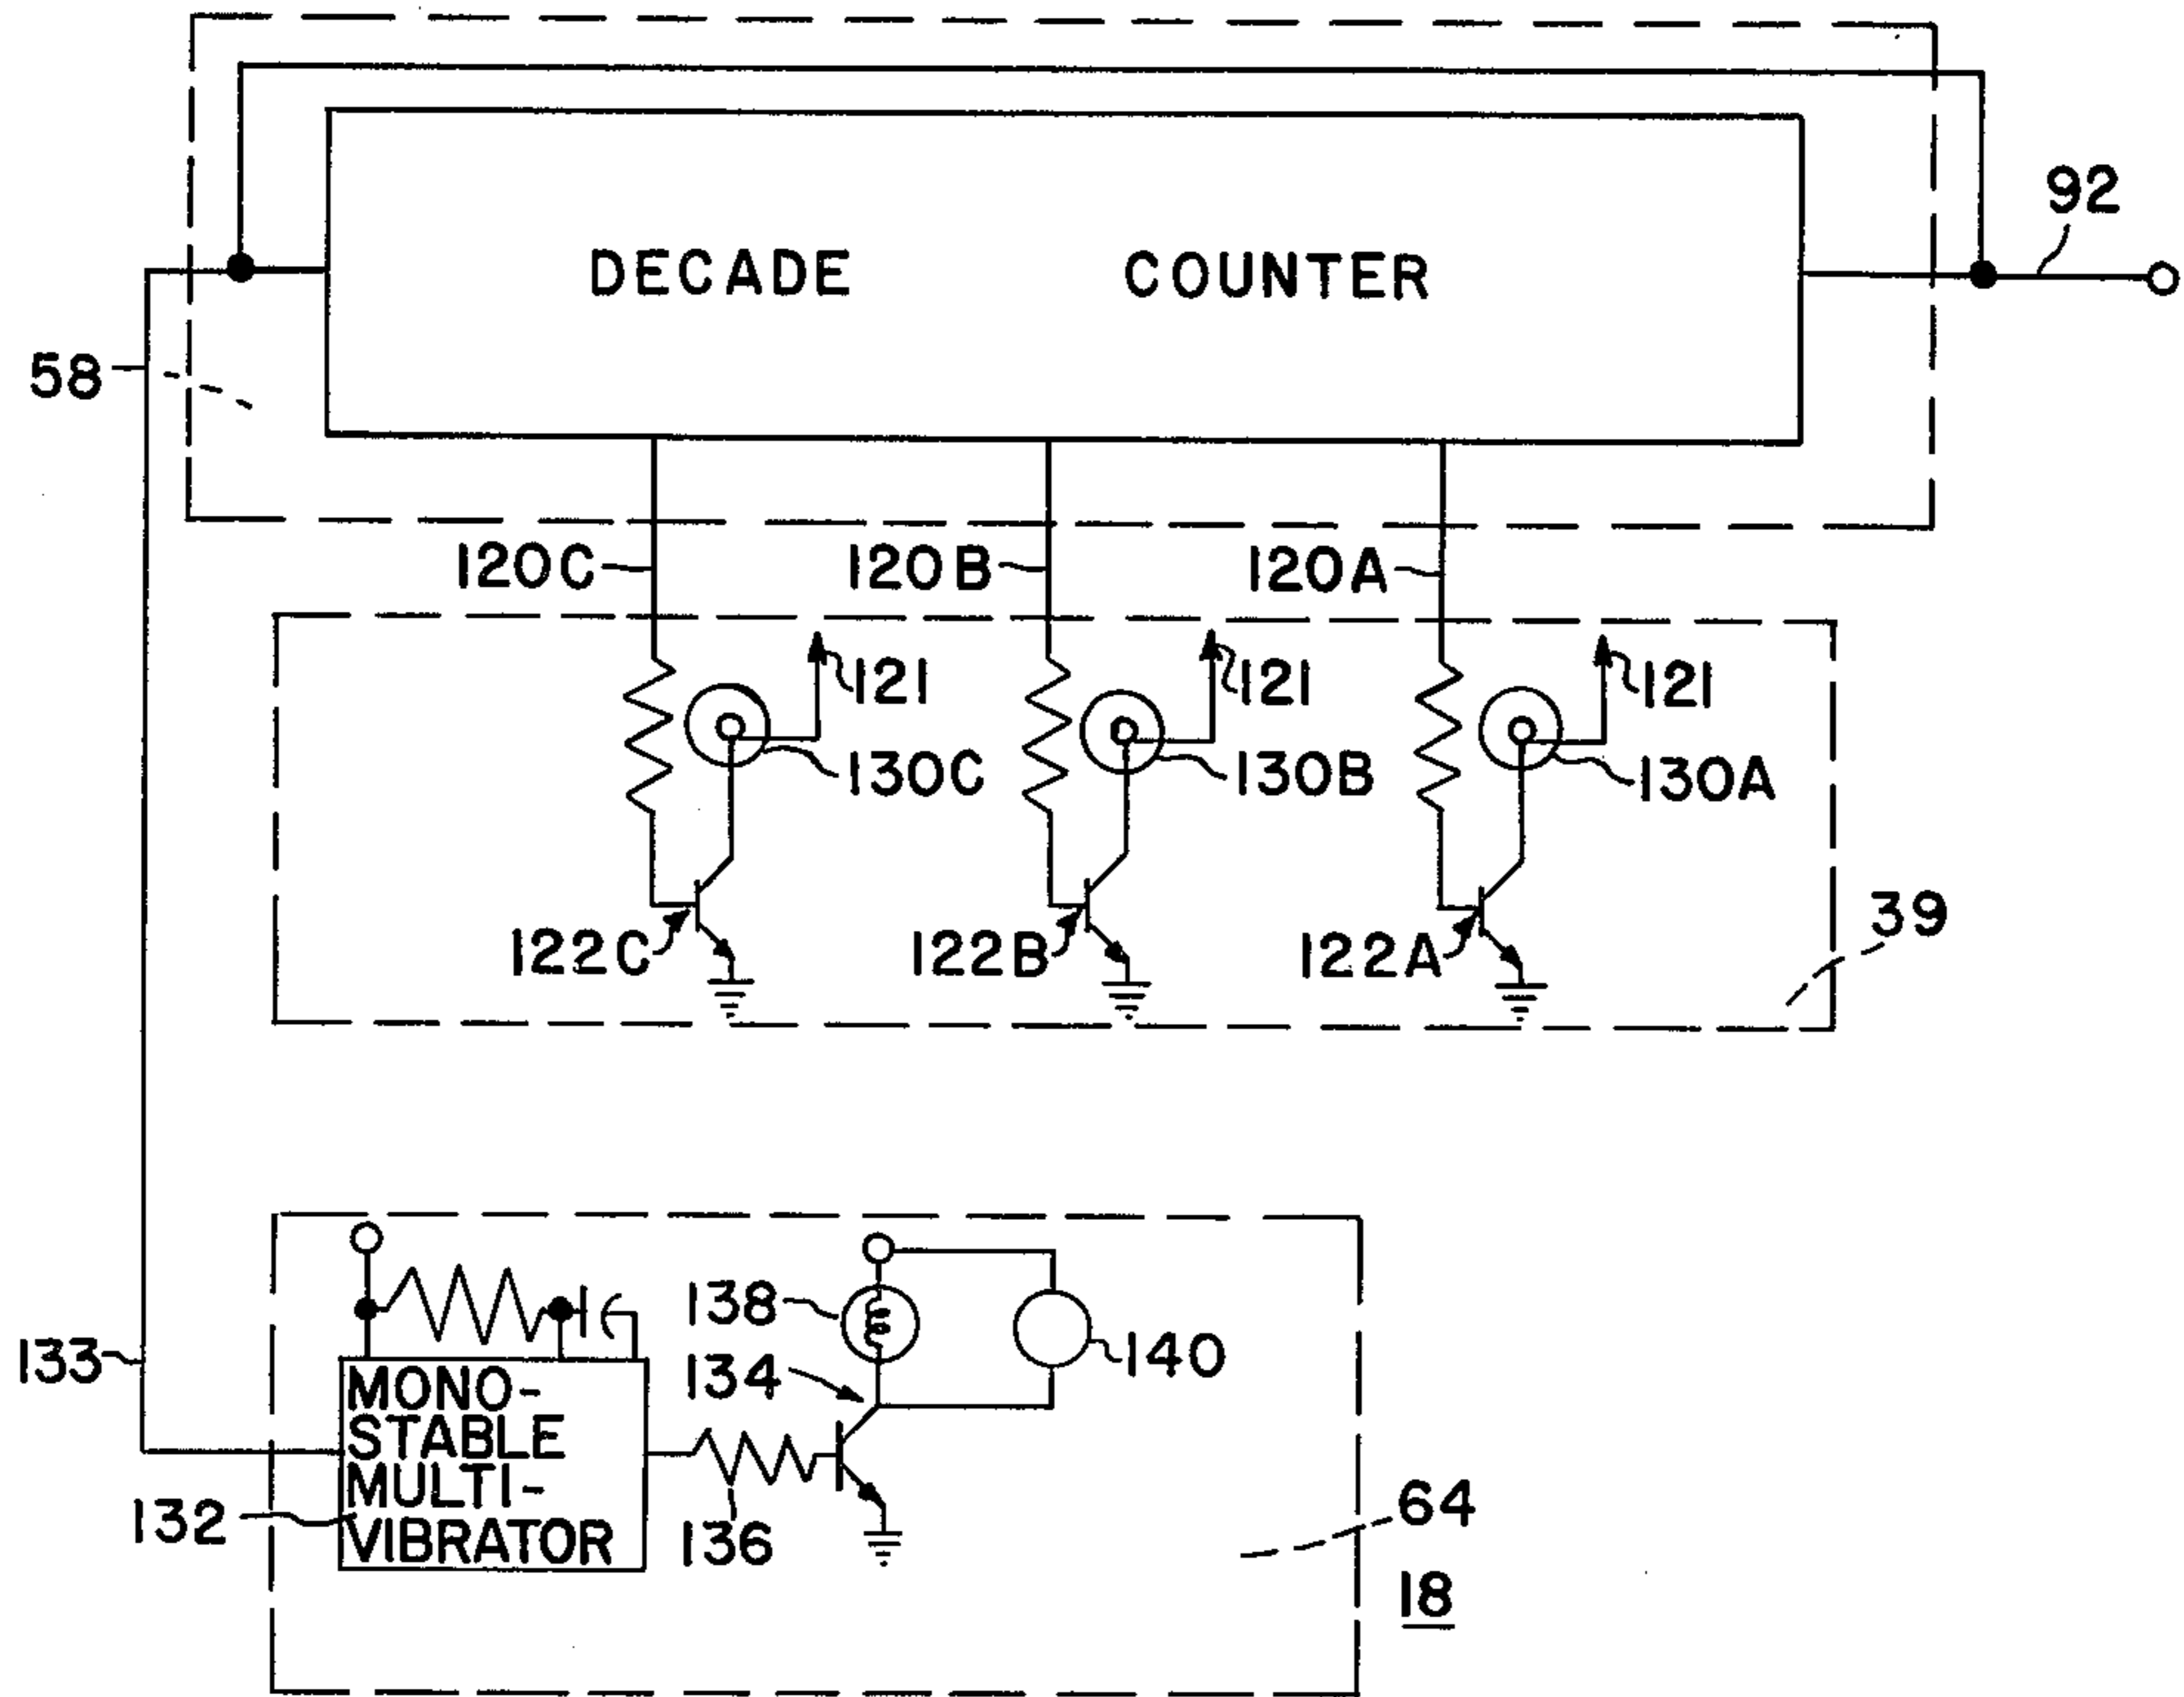 92
DECADE COUNTER
58
120C 120B 120A
121 121 121
130C 130B 130A
39
122C 122B 122A
138
133 134 140
MONO-
STABLE
MULTI-
VIBRATOR
132 136 64
18